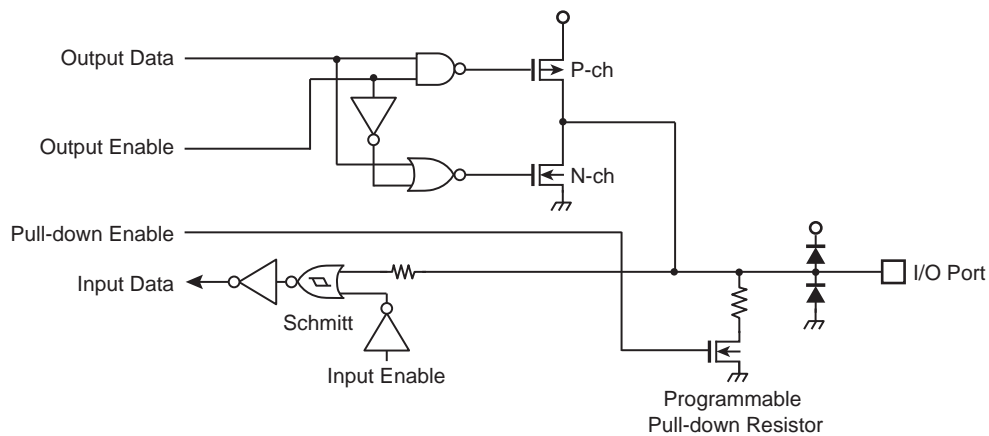 Output Data
P-ch
Output Enable
N-ch
Pull-down Enable
Input Data
I/O Port
Schmitt
Input Enable
Programmable
Pull-down Resistor